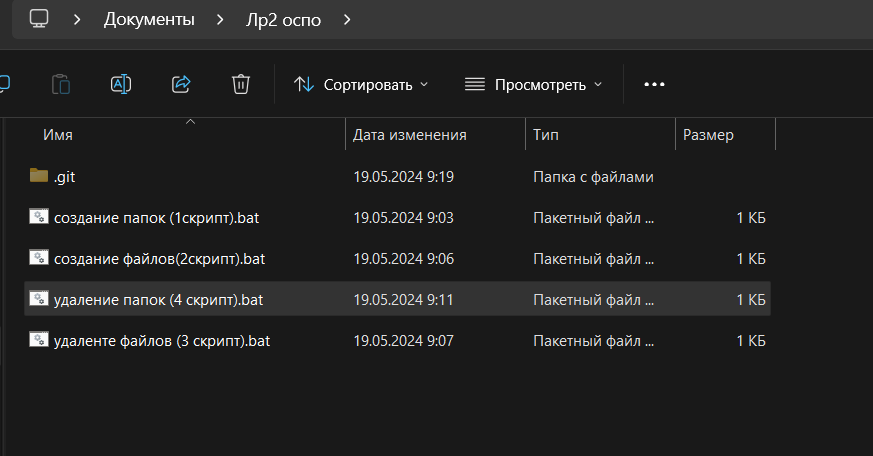 Документы Лр2 оспо
Сортировать Просмотреть
Имя Дата изменения Тип Размер
.git 19.05.2024 9:19 Папка с файлами
создание папок (1скрипт).bat 19.05.2024 9:03 Пакетный файл ... 1 КБ
создание файлов(2скрипт).bat 19.05.2024 9:06 Пакетный файл ... 1 КБ
удаление папок (4 скрипт).bat 19.05.2024 9:11 Пакетный файл ... 1 КБ
удаленте файлов (3 скрипт).bat 19.05.2024 9:07 Пакетный файл ... 1 КБ